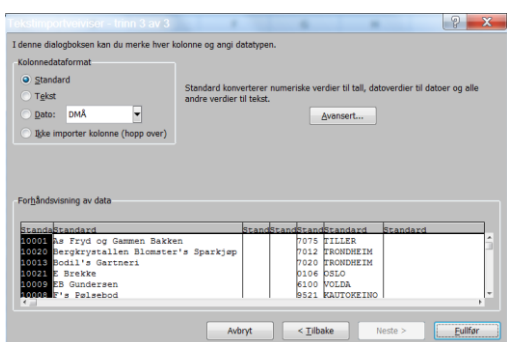 Tekstimportveiviser - trinn 3 av 3
I denne dialogboksen kan du merke hver kolonne og angi datatypen.
Kolonnedataformat
Standard
Tekst
Dato: DMÅ
Ikke importer kolonne (hopp over)
Standard konverterer numeriske verdier til tall, datoverdier til datoer og alle
andre verdier til tekst.
Avansert...
Forhåndsvisning av data
Standa Standard Stand Stand Stand Standard Standard
10001 As Fryd og Gammen Bakken 7075 TILLER
10020 Bergkrystallen Blomster's Sparkjøp 7012 TRONDHEIM
10013 Bodil's Gartneri 7020 TRONDHEIM
10021 E Brekke 0106 OSLO
10009 EB Gundersen 6100 VOLDA
10008 F's Pølsebod 9521 KAUTOKEINO
Avbryt < Tilbake Neste > Fullfør